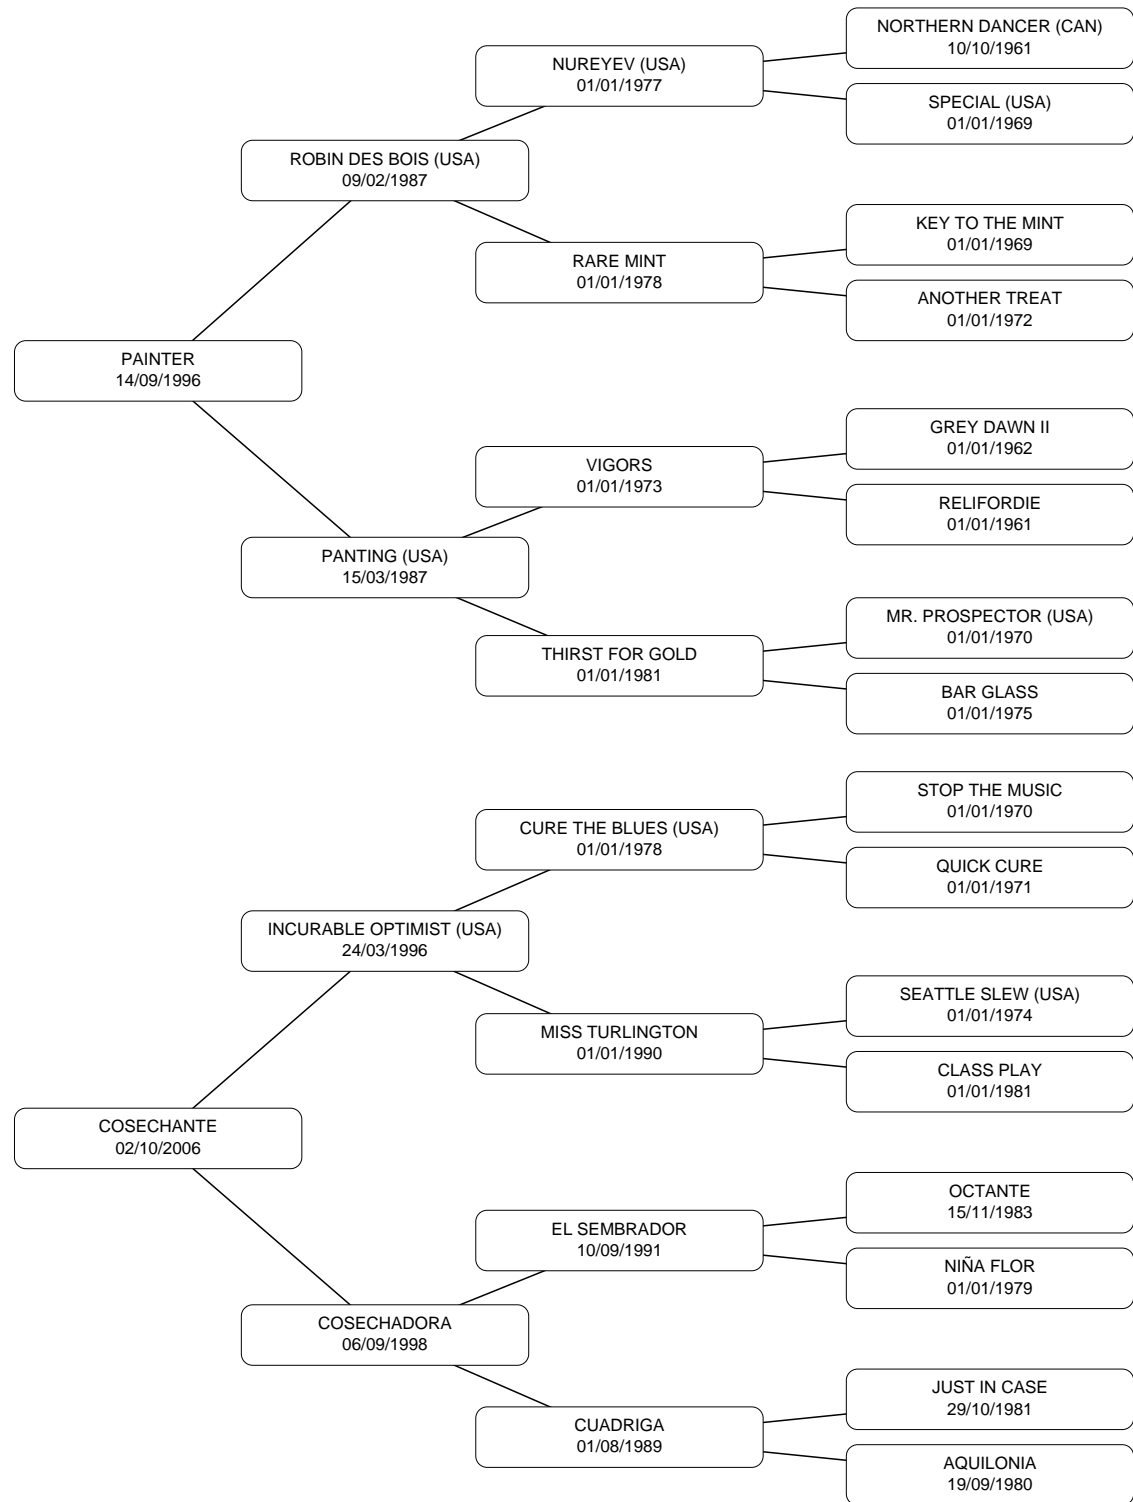 NORTHERN DANCER (CAN)
10/10/1961
NUREYEV (USA)
01/01/1977
SPECIAL (USA)
01/01/1969
ROBIN DES BOIS (USA)
09/02/1987
KEY TO THE MINT
01/01/1969
RARE MINT
01/01/1978
ANOTHER TREAT
01/01/1972
PAINTER
14/09/1996
GREY DAWN II
01/01/1962
VIGORS
01/01/1973
RELIFORDIE
01/01/1961
PANTING (USA)
15/03/1987
MR. PROSPECTOR (USA)
01/01/1970
THIRST FOR GOLD
01/01/1981
BAR GLASS
01/01/1975
STOP THE MUSIC
01/01/1970
CURE THE BLUES (USA)
01/01/1978
QUICK CURE
01/01/1971
INCURABLE OPTIMIST (USA)
24/03/1996
SEATTLE SLEW (USA)
01/01/1974
MISS TURLINGTON
01/01/1990
CLASS PLAY
01/01/1981
COSECHANTE
02/10/2006
OCTANTE
15/11/1983
EL SEMBRADOR
10/09/1991
NIÑA FLOR
01/01/1979
COSECHADORA
06/09/1998
JUST IN CASE
29/10/1981
CUADRIGA
01/08/1989
AQUILONIA
19/09/1980